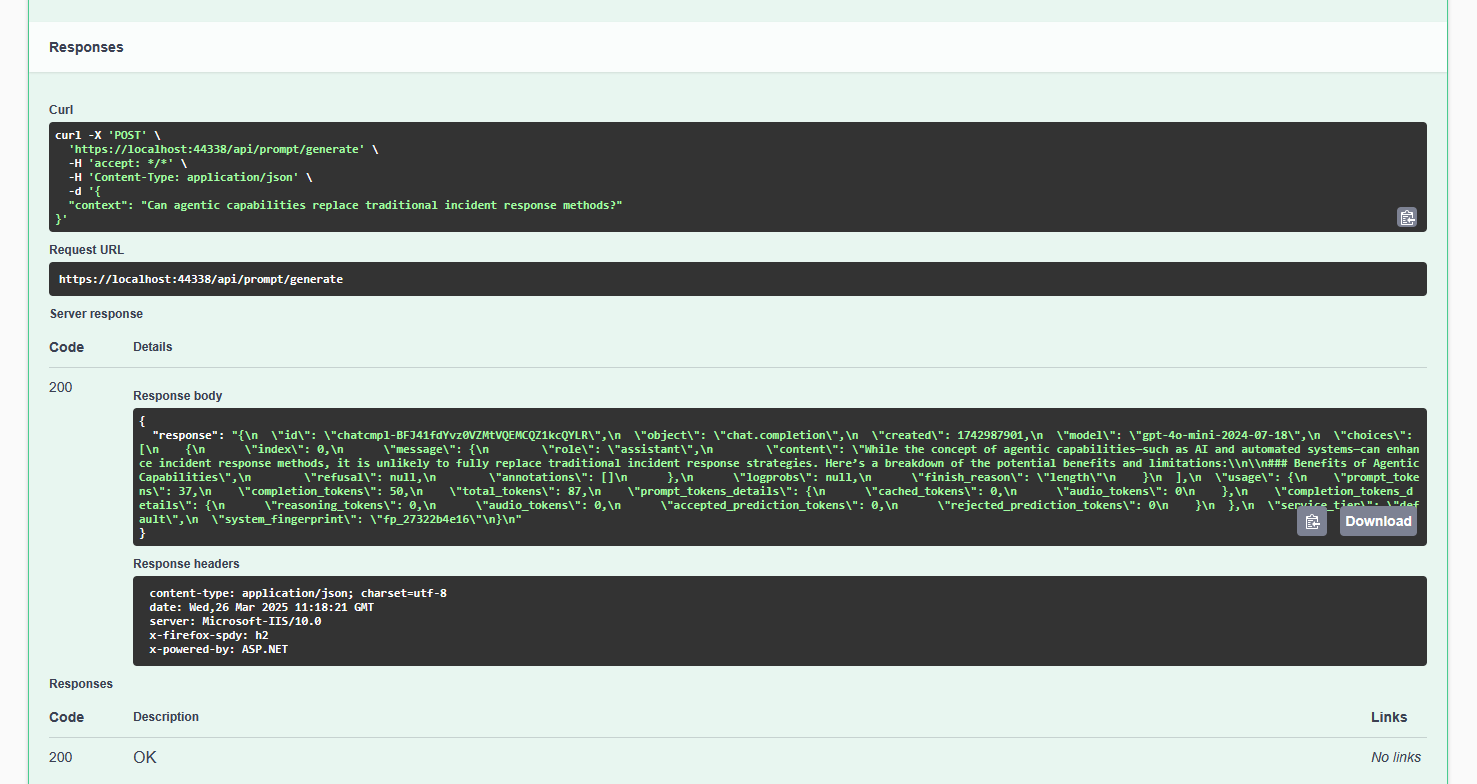 Responses
Curl
curl -X 'POST' \
  'https://localhost:44338/api/prompt/generate' \
  -H 'accept: */*' \
  -H 'Content-Type: application/json' \
  -d '{
  "context": "Can agentic capabilities replace traditional incident response methods?"
}'
Request URL
https://localhost:44338/api/prompt/generate
Server response
Code Details
200
Response body
{
  "response": "{\n  \"id\": \"chatcmpl-BFJ41fdYvz0VZMtVQEMCQZ1kcQYLR\",\n  \"object\": \"chat.completion\",\n  \"created\": 1742987901,\n  \"model\": \"gpt-4o-mini-2024-07-18\",\n  \"choices\":
[\n    {\n      \"index\": 0,\n      \"message\": {\n        \"role\": \"assistant\",\n        \"content\": \"While the concept of agentic capabilities—such as AI and automated systems—can enhan
ce incident response methods, it is unlikely to fully replace traditional incident response strategies. Here’s a breakdown of the potential benefits and limitations:\\n\\n### Benefits of Agentic
Capabilities\",\n        \"refusal\": null,\n        \"annotations\": []\n      },\n      \"logprobs\": null,\n      \"finish_reason\": \"length\"\n    }\n  ],\n  \"usage\": {\n    \"prompt_toke
ns\": 37,\n    \"completion_tokens\": 50,\n    \"total_tokens\": 87,\n    \"prompt_tokens_details\": {\n      \"cached_tokens\": 0,\n      \"audio_tokens\": 0\n    },\n    \"completion_tokens_d
etails\": {\n      \"reasoning_tokens\": 0,\n      \"audio_tokens\": 0,\n      \"accepted_prediction_tokens\": 0,\n      \"rejected_prediction_tokens\": 0\n    }\n  },\n  \"service_tier\": \"def
ault\",\n  \"system_fingerprint\": \"fp_27322b4e16\"\n}\n"
}
Download
Response headers
content-type: application/json; charset=utf-8
date: Wed,26 Mar 2025 11:18:21 GMT
server: Microsoft-IIS/10.0
x-firefox-spdy: h2
x-powered-by: ASP.NET
Responses
Code Description Links
200 OK No links